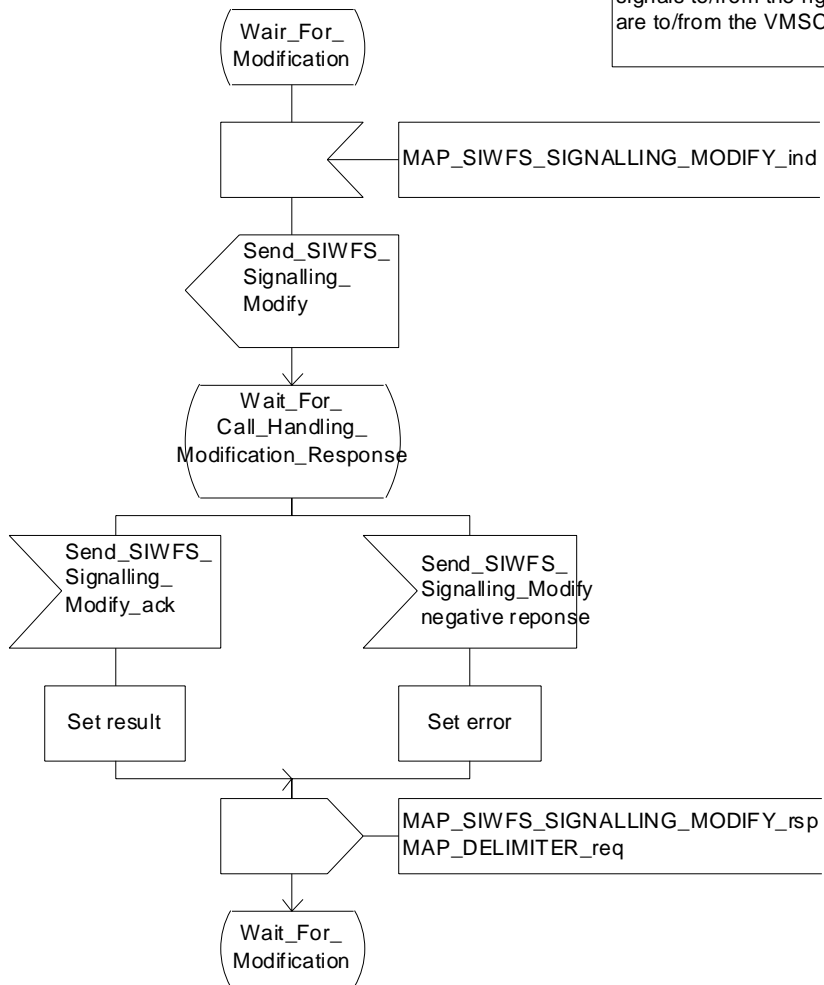 signals to/from the rig
are to/from the VMSC
Wair_For_
Modification
MAP_SIWFS_SIGNALLING_MODIFY_ind
Send_SIWFS_
Signalling_
Modify
Wait_For_
Call_Handling_
Modification_Response
Send_SIWFS_
Signalling_
Modify_ack
Send_SIWFS_
Signalling_Modify
negative reponse
Set result
Set error
MAP_SIWFS_SIGNALLING_MODIFY_rsp
MAP_DELIMITER_req
Wait_For_
Modification